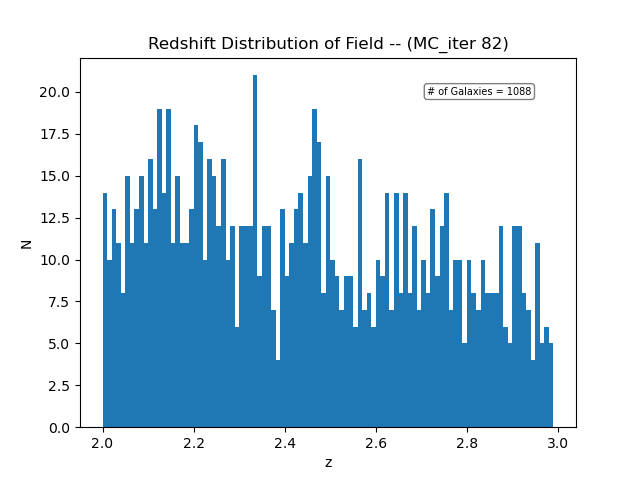 Redshift Distribution of Field -- (MC_iter 82)
# of Galaxies = 1088
20.0
17.5
15.0
12.5
10.0
7.5
5.0
2.5
0.0
N
2.0 2.2 2.4 2.6 2.8 3.0
z